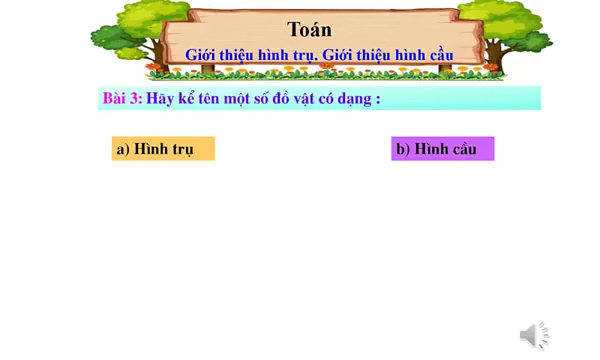 Toán
Giới thiệu hình trụ. Giới thiệu hình cầu
Bài 3: Hãy kể tên một số đồ vật có dạng :
a) Hình trụ
b) Hình cầu